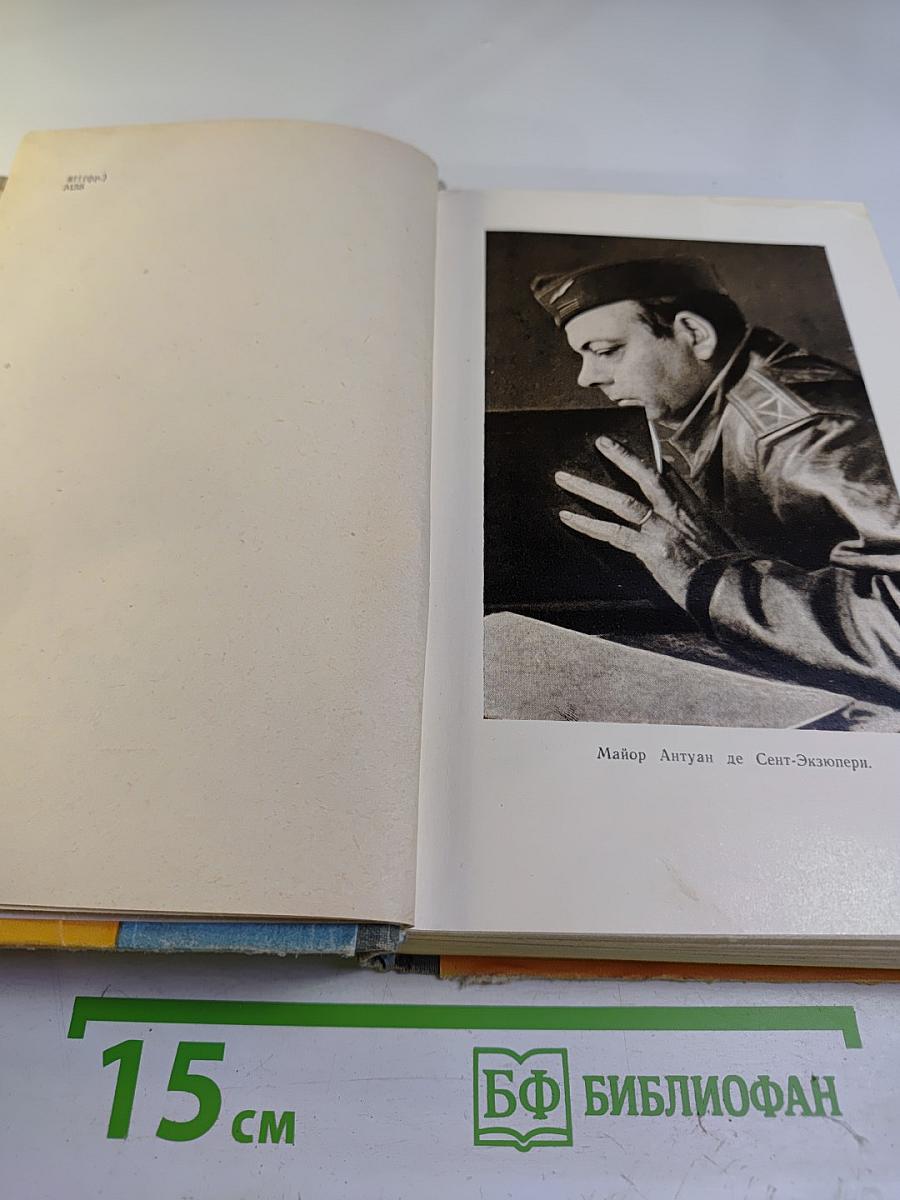 Майор Антуан де Сент-Экзюпери.
15 см
БФ БИБЛИОФАН